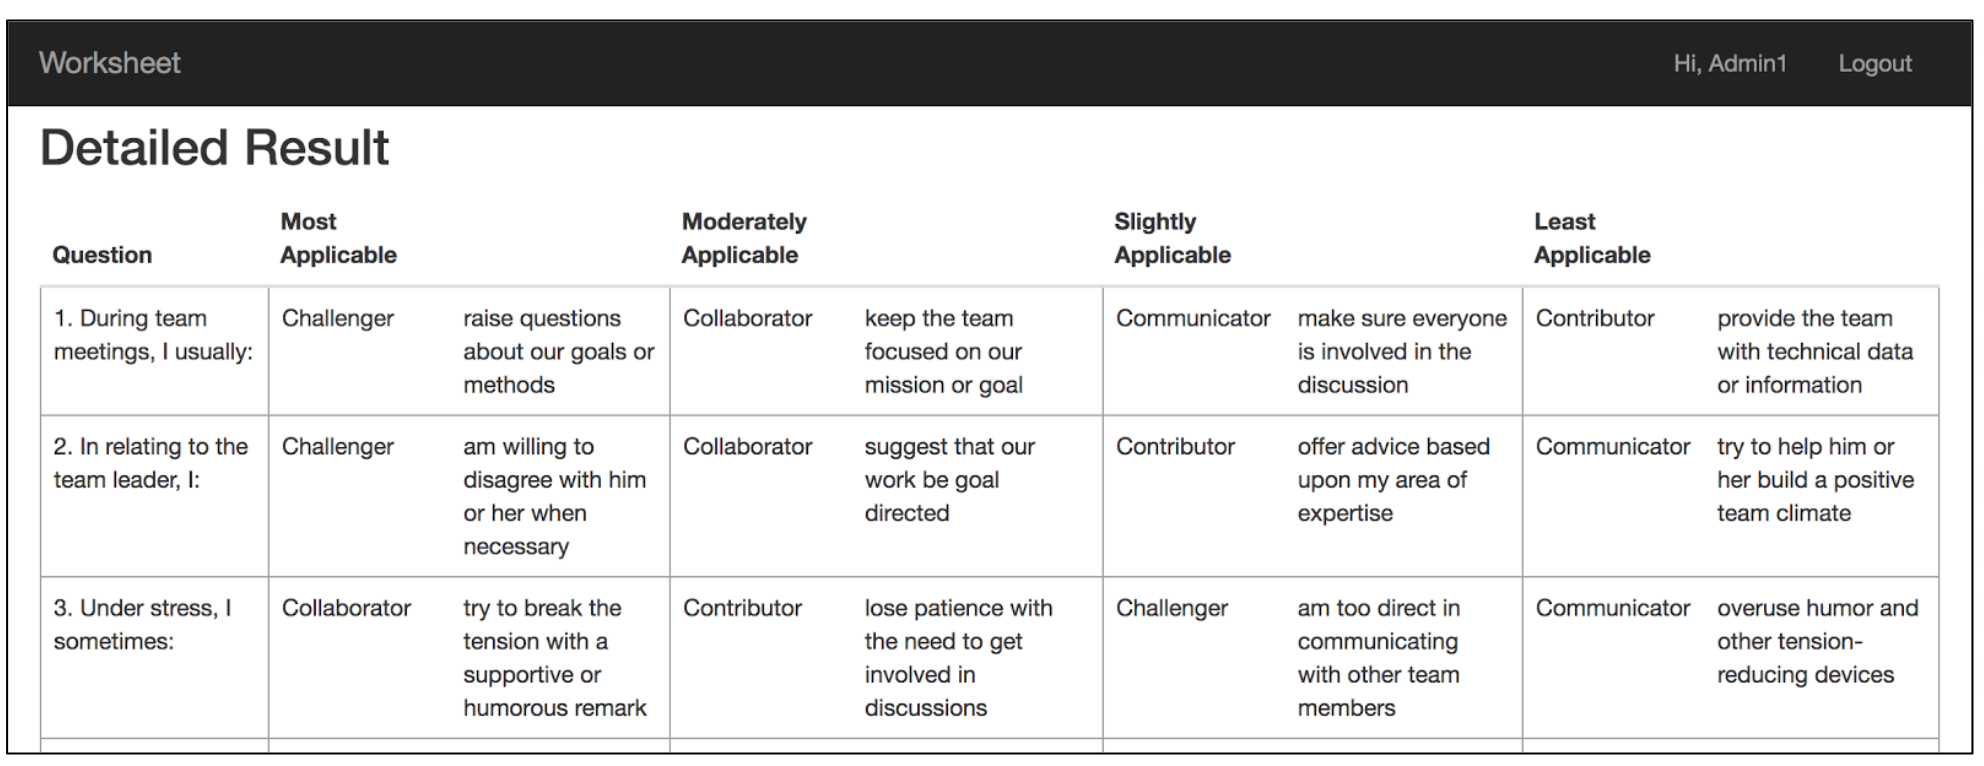 Worksheet
Hi, Admin1
Logout
Detailed Result
Question
Most
Applicable
Moderately
Applicable
Slightly
Applicable
Least
Applicable
1. During team
meetings, I usually:
Challenger
raise questions
about our goals or
methods
Collaborator
keep the team
focused on our
mission or goal
Communicator
make sure everyone
is involved in the
discussion
Contributor
provide the team
with technical data
or information
2. In relating to the
team leader, I:
Challenger
am willing to
disagree with him
or her when
necessary
Collaborator
suggest that our
work be goal
directed
Contributor
offer advice based
upon my area of
expertise
Communicator
try to help him or
her build a positive
team climate
3. Under stress, I
sometimes:
Collaborator
try to break the
tension with a
supportive or
humorous remark
Contributor
lose patience with
the need to get
involved in
discussions
Challenger
am too direct in
communicating
with other team
members
Communicator
overuse humor and
other tension-
reducing devices